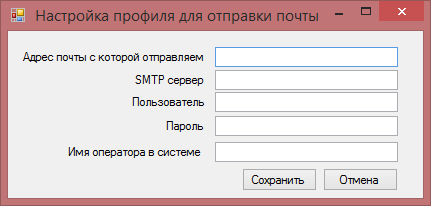 Настройка профиля для отправки почты
Адрес почты с которой отправляем
SMTP сервер
Пользователь
Пароль
Имя оператора в системе
Сохранить Отмена